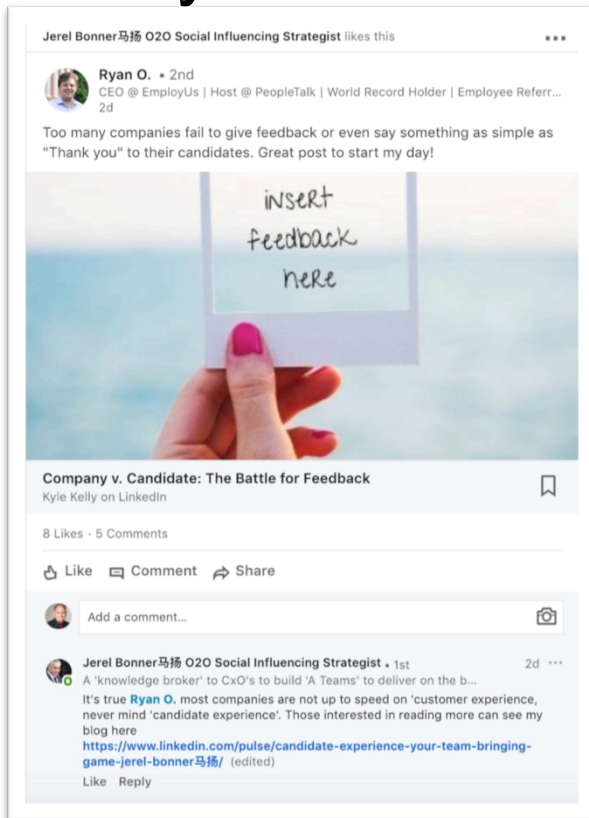 Jerel Bonner马扬 O2O Social Influencing Strategist likes this
Ryan O. • 2nd
CEO @ EmployUs | Host @ PeopleTalk | World Record Holder | Employee Referr...
2d
Too many companies fail to give feedback or even say something as simple as
"Thank you" to their candidates. Great post to start my day!
insert
feedback
here
Company v. Candidate: The Battle for Feedback
Kyle Kelly on LinkedIn
8 Likes · 5 Comments
Like Comment Share
Add a comment...
Jerel Bonner马扬 O2O Social Influencing Strategist • 1st 2d ...
A 'knowledge broker' to CxO's to build 'A Teams' to deliver on the b...
It's true Ryan O. most companies are not up to speed on 'customer experience,
never mind 'candidate experience'. Those interested in reading more can see my
blog here
https://www.linkedin.com/pulse/candidate-experience-your-team-bringing-
game-jerel-bonner马扬/ (edited)
Like Reply